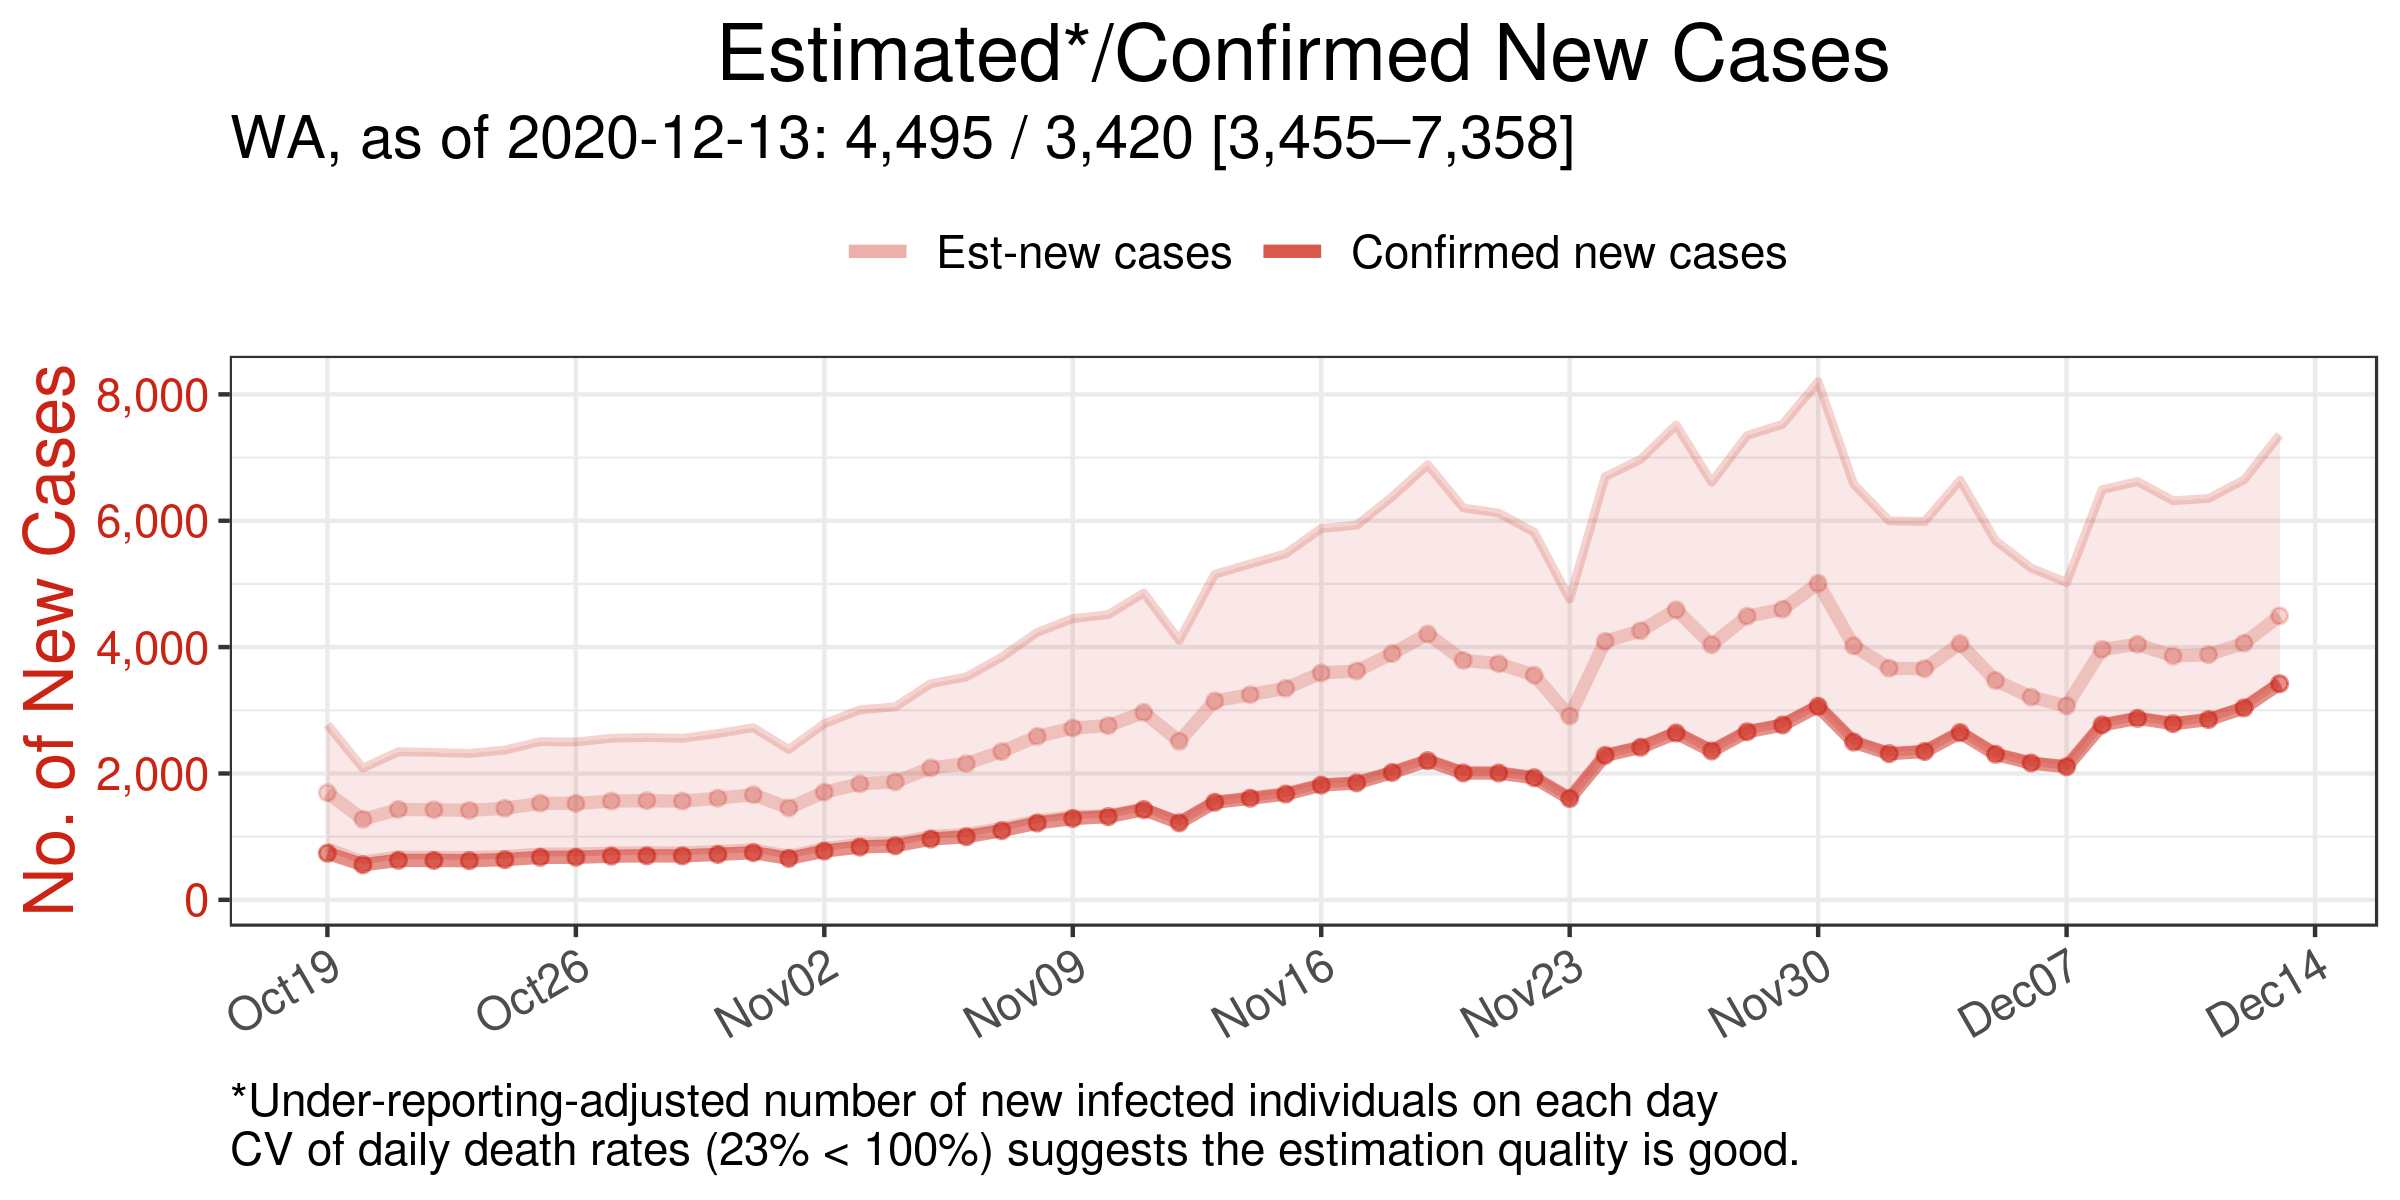 Estimated*/Confirmed New Cases
WA, as of 2020-12-13: 4,495 / 3,420 [3,455–7,358]
Est-new cases Confirmed new cases
No. of New Cases
8,000
6,000
4,000
2,000
0
Oct19 Oct26 Nov02 Nov09 Nov16 Nov23 Nov30 Dec07 Dec14
*Under-reporting-adjusted number of new infected individuals on each day
CV of daily death rates (23% < 100%) suggests the estimation quality is good.